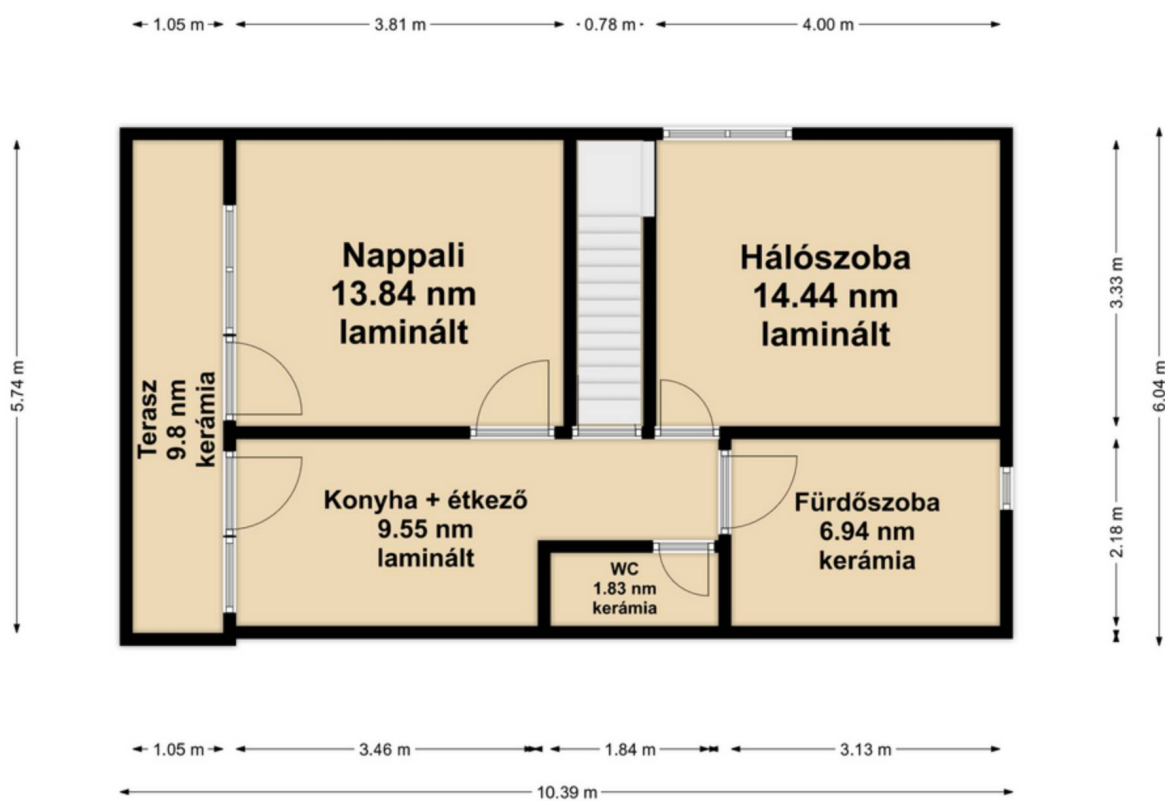 1.05 m
3.81 m
0.78 m
4.00 m
5.74 m
Terasz
9.8 nm
kerámia
Nappali
13.84 nm
laminált
Hálószoba
14.44 nm
laminált
3.33 m
6.04 m
Konyha + étkező
9.55 nm
laminált
WC
1.83 nm
kerámia
Fürdőszoba
6.94 nm
kerámia
2.18 m
1.05 m
3.46 m
1.84 m
3.13 m
10.39 m